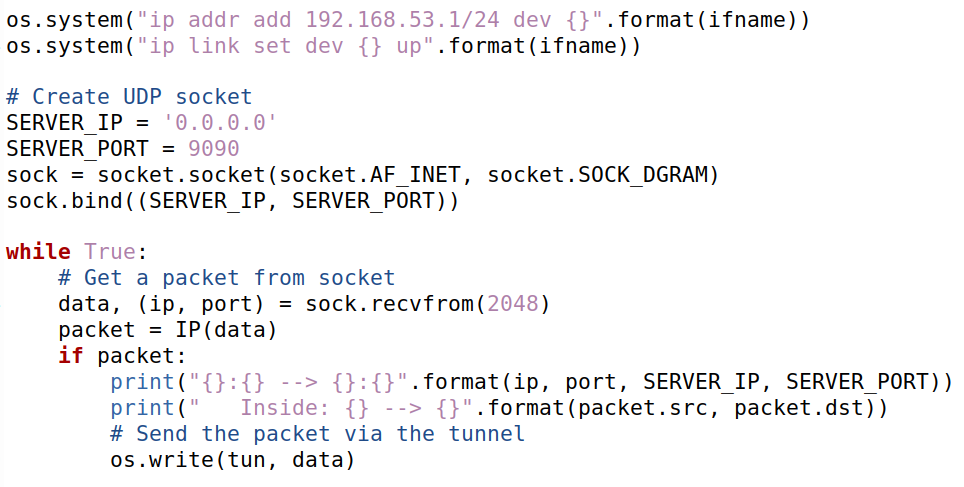 os.system("ip addr add 192.168.53.1/24 dev {}".format(ifname))
os.system("ip link set dev {} up".format(ifname))

# Create UDP socket
SERVER_IP = '0.0.0.0'
SERVER_PORT = 9090
sock = socket.socket(socket.AF_INET, socket.SOCK_DGRAM)
sock.bind((SERVER_IP, SERVER_PORT))

while True:
    # Get a packet from socket
    data, (ip, port) = sock.recvfrom(2048)
    packet = IP(data)
    if packet:
        print("{}:{} --> {}:{}".format(ip, port, SERVER_IP, SERVER_PORT))
        print("   Inside: {} --> {}".format(packet.src, packet.dst))
        # Send the packet via the tunnel
        os.write(tun, data)